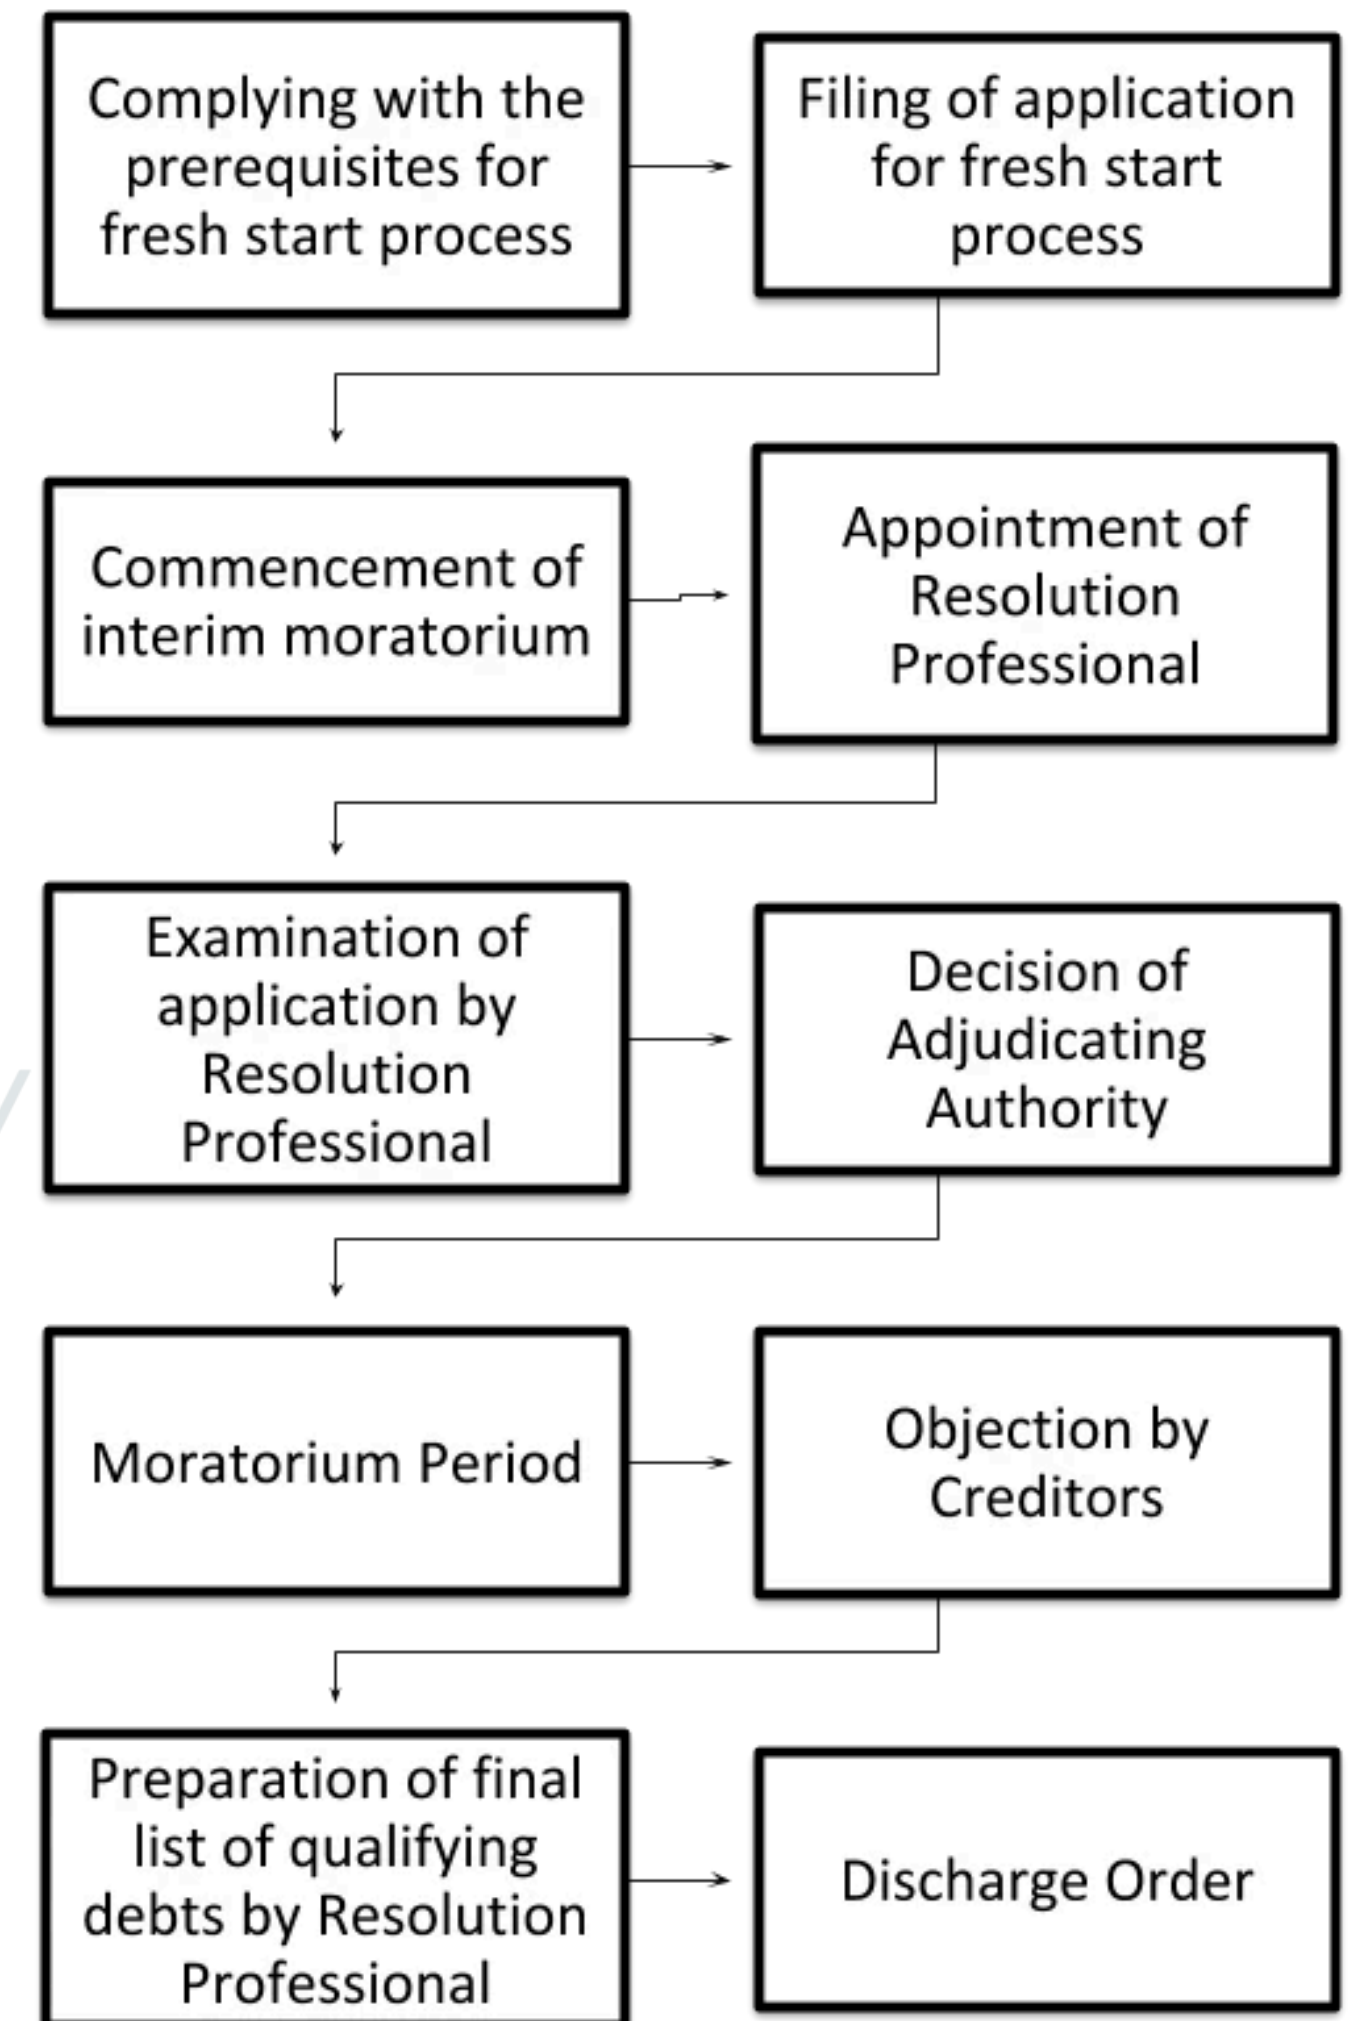 Complying with the
prerequisites for
fresh start process
Filing of application
for fresh start
process
Commencement of
interim moratorium
Appointment of
Resolution
Professional
Examination of
application by
Resolution
Professional
Decision of
Adjudicating
Authority
Moratorium Period
Objection by
Creditors
Preparation of final
list of qualifying
debts by Resolution
Professional
Discharge Order